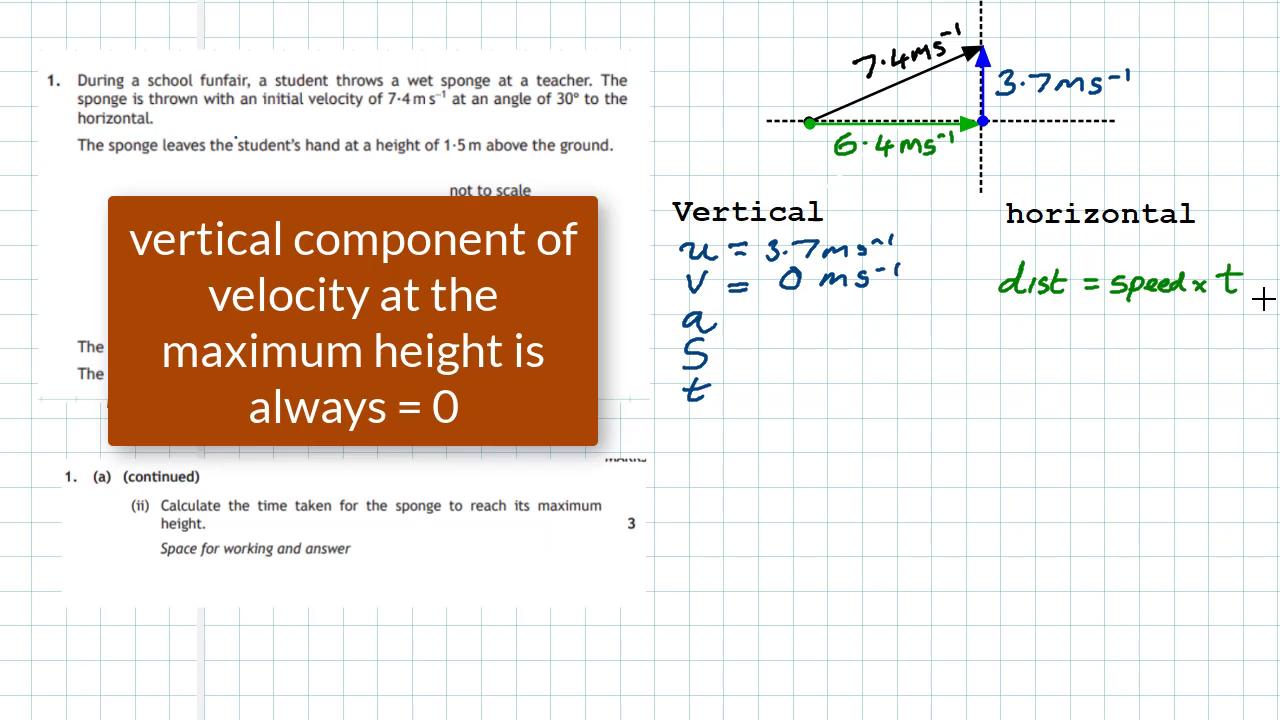 1. During a school funfair, a student throws a wet sponge at a teacher. The
sponge is thrown with an initial velocity of 7·4 m s⁻¹ at an angle of 30° to the
horizontal.
The sponge leaves the student's hand at a height of 1·5 m above the ground.
not to scale
vertical component of
velocity at the
maximum height is
always = 0
The
The
1. (a) (continued)
(ii) Calculate the time taken for the sponge to reach its maximum
height.
3
Space for working and answer
7.4ms⁻¹
3.7ms⁻¹
6.4ms⁻¹
Vertical
u = 3.7ms⁻¹
v = 0 ms⁻¹
a
s
t
horizontal
dist = speed × t